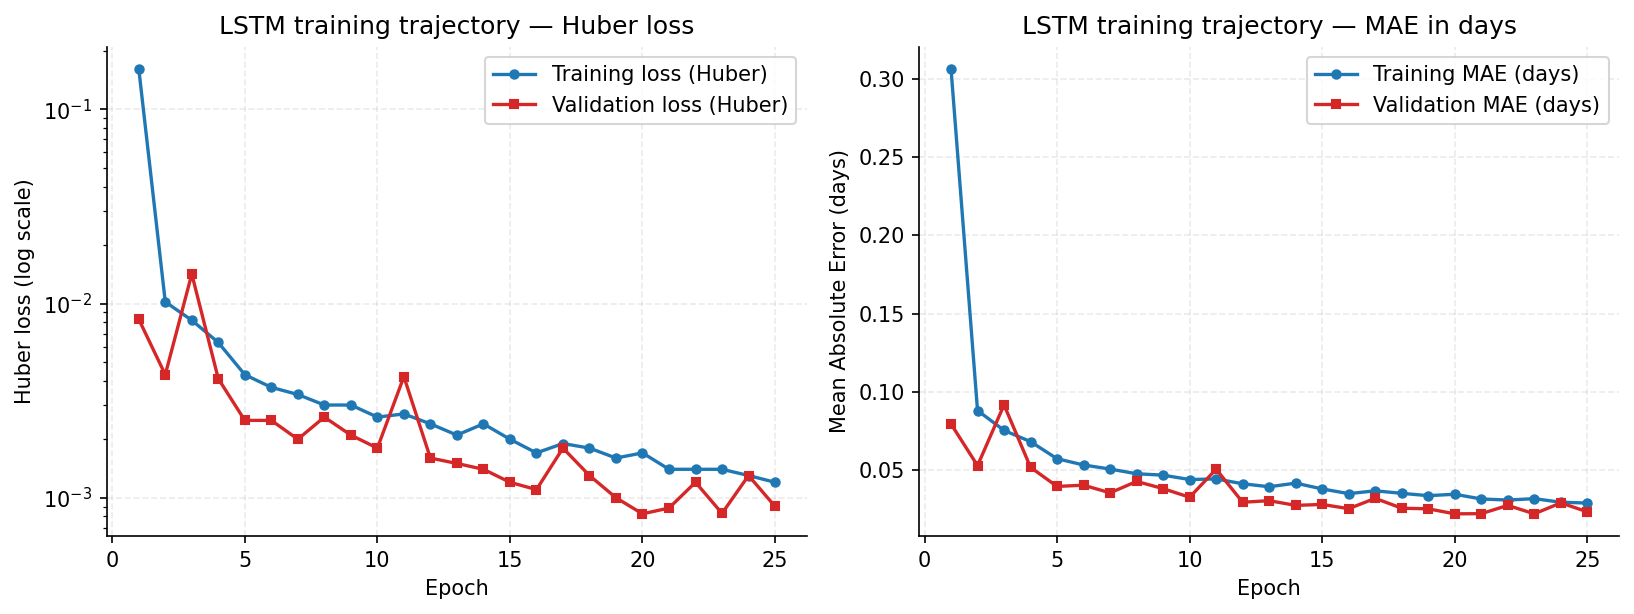 LSTM training trajectory — Huber loss
Training loss (Huber)
Validation loss (Huber)
10⁻¹
10⁻²
10⁻³
Huber loss (log scale)
0 5 10 15 20 25
Epoch
LSTM training trajectory — MAE in days
Training MAE (days)
Validation MAE (days)
0.30
0.25
0.20
0.15
0.10
0.05
Mean Absolute Error (days)
0 5 10 15 20 25
Epoch